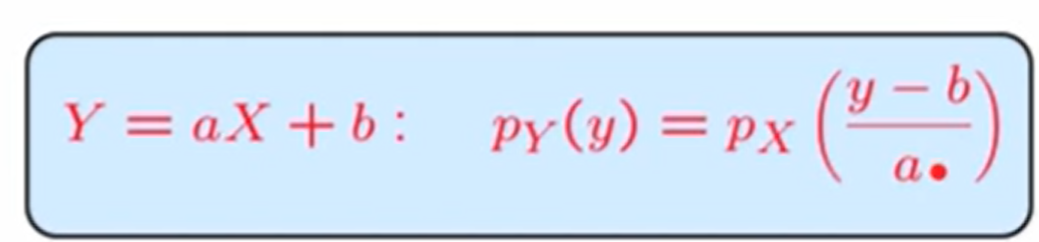 Y = aX + b :   p_Y(y) = p_X((y − b)/a)